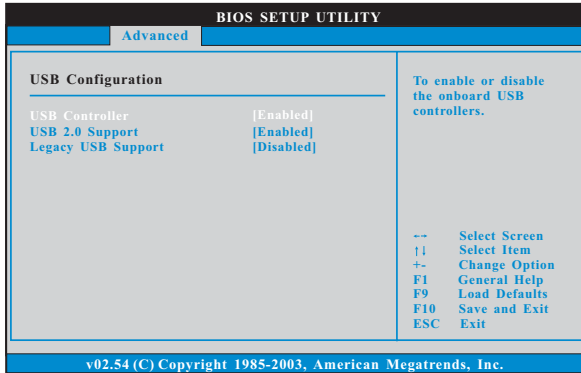 BIOS SETUP UTILITY
Advanced
USB Configuration
USB Controller [Enabled]
USB 2.0 Support [Enabled]
Legacy USB Support [Disabled]
To enable or disable
the onboard USB
controllers.
←→ Select Screen
↑↓ Select Item
+- Change Option
F1 General Help
F9 Load Defaults
F10 Save and Exit
ESC Exit
v02.54 (C) Copyright 1985-2003, American Megatrends, Inc.